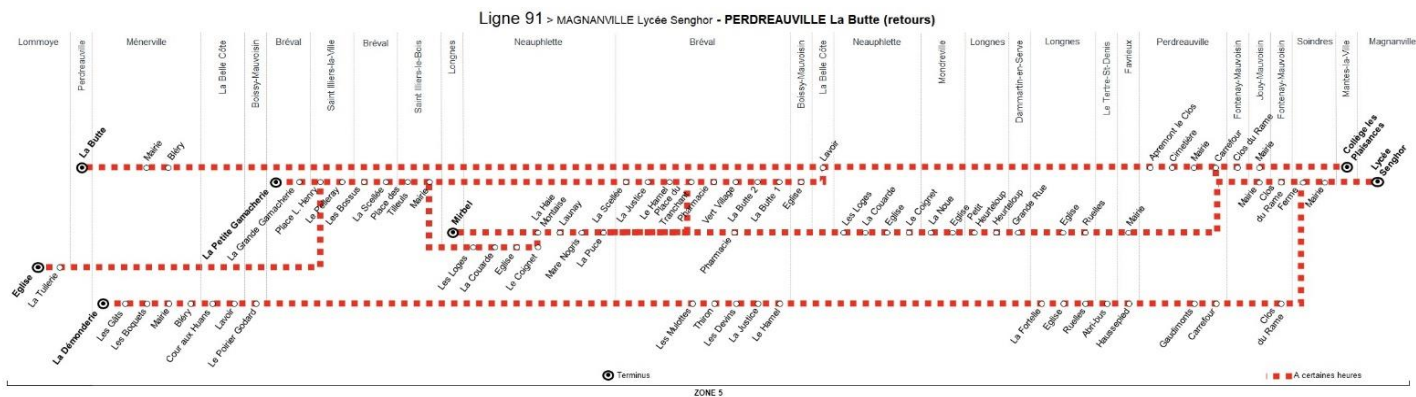 Ligne 91 > MAGNANVILLE Lycée Senghor - PERDREAUVILLE La Butte (retours)
Lommoye
Perdreauville
Ménerville
La Belle Côte
Boissy-Mauvoisin
Bréval
Saint Illiers-la-Ville
Bréval
Saint Illiers-le-Bois
Longnes
Neauphlette
Bréval
Boissy-Mauvoisin
La Belle Côte
Neauphlette
Mondreville
Longnes
Dammartin-en-Serve
Longnes
Le Tertre-St-Denis
Favrieux
Perdreauville
Fontenay-Mauvoisin
Jouy-Mauvoisin
Fontenay-Mauvoisin
Soindres
Mantes-la-Ville
Magnanville
La Butte
Mairie
Bléry
Lavoir
Apremont le Clos
Cimetière
Mairie
Carrefour
Clos du Rame
Mairie
Collège les
Plaisances
Lycée
Senghor
La Petite Gamacherie
La Grande Gamacherie
Place L. Henry
Le Pelleray
Les Bossus
La Scellée
Place des
Tilleuls
Mairie
La Scellée
La Justice
Le Hamel
Place du
Tranchant
Pharmacie
Vert Village
La Butte 2
La Butte 1
Eglise
Mairie
Clos
du Rame
Ferme
Mairie
Mirbel
La Haie
Mortaise
Launay
Mare Nogris
La Puce
Pharmacie
Les Loges
La Couarde
Eglise
Le Coignet
La Noue
Eglise
Petit
Heurteloup
Heurteloup
Grande Rue
Eglise
Ruelles
Mairie
Les Loges
La Couarde
Eglise
Le Coignet
Eglise
La Tuilerie
La Démonderie
Les Gâts
Les Boquets
Mairie
Bléry
Cour aux Huans
Lavoir
Le Poirier Godard
Les Mulottes
Thiron
Les Devins
La Justice
Le Hamel
La Fortelle
Eglise
Ruelles
Abri-bus
Haussepied
Gaudimonts
Carrefour
Clos
du Rame
Terminus
A certaines heures
ZONE 5